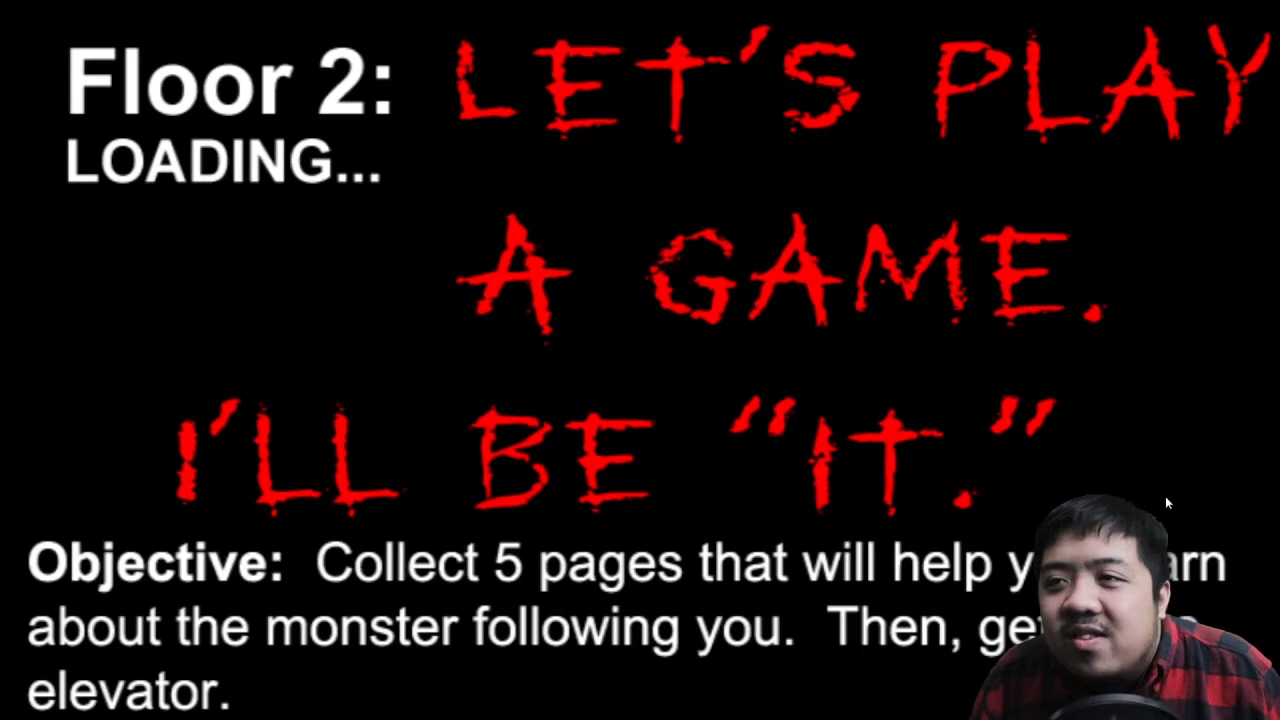 Floor 2: LET'S PLAY
LOADING...
A GAME.
I'LL BE “IT.”
Objective: Collect 5 pages that will help
about the monster following you. Then,
elevator.